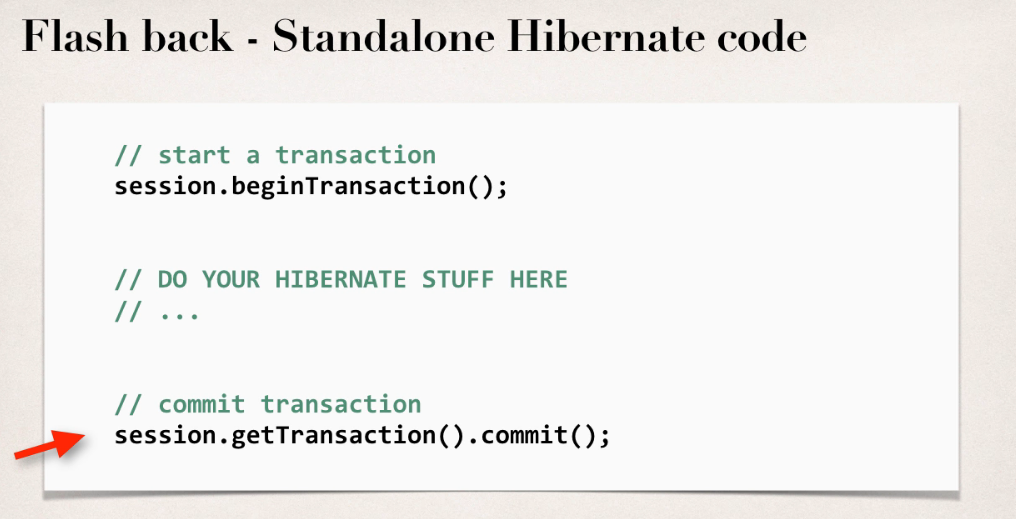 Flash back - Standalone Hibernate code
// start a transaction
session.beginTransaction();
// DO YOUR HIBERNATE STUFF HERE
// ...
// commit transaction
session.getTransaction().commit();